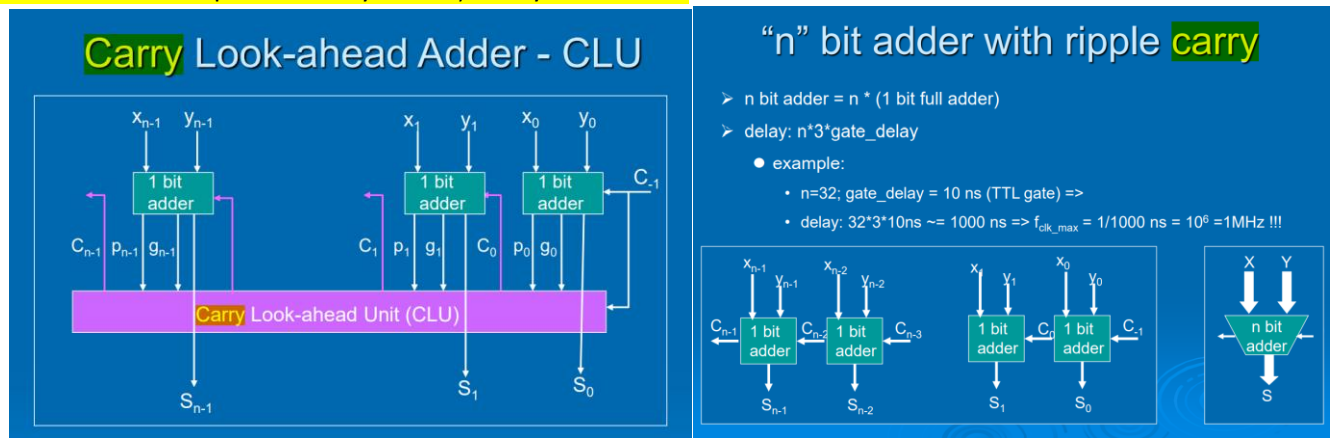 Carry Look-ahead Adder - CLU
xn-1 yn-1 x1 y1 x0 y0
1 bit adder
1 bit adder
1 bit adder
C-1
Cn-1 pn-1 gn-1 C1 p1 g1 C0 p0 g0
Carry Look-ahead Unit (CLU)
Sn-1 S1 S0
“n” bit adder with ripple carry
n bit adder = n * (1 bit full adder)
delay: n*3*gate_delay
example:
n=32; gate_delay = 10 ns (TTL gate) =>
delay: 32*3*10ns ~= 1000 ns => fclk_max = 1/1000 ns = 10⁶ =1MHz !!!
xn-1 yn-1 xn-2 yn-2 x1 y1 x0 y0
Cn-1 1 bit adder Cn-2 1 bit adder Cn-3 1 bit adder C0 1 bit adder C-1
Sn-1 Sn-2 S1 S0
X Y
n bit adder
S